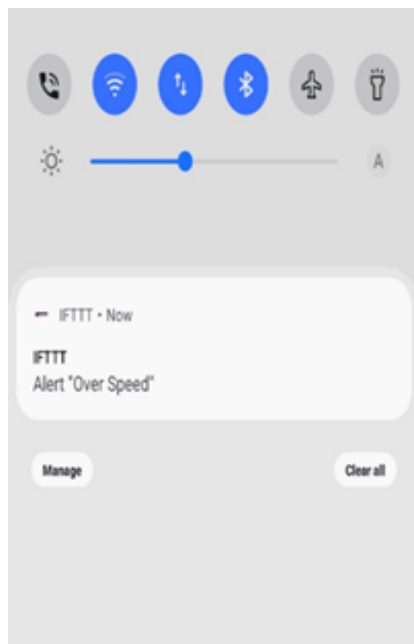 A
IFTTT • Now
IFTTT
Alert "Over Speed"
Manage
Clear all